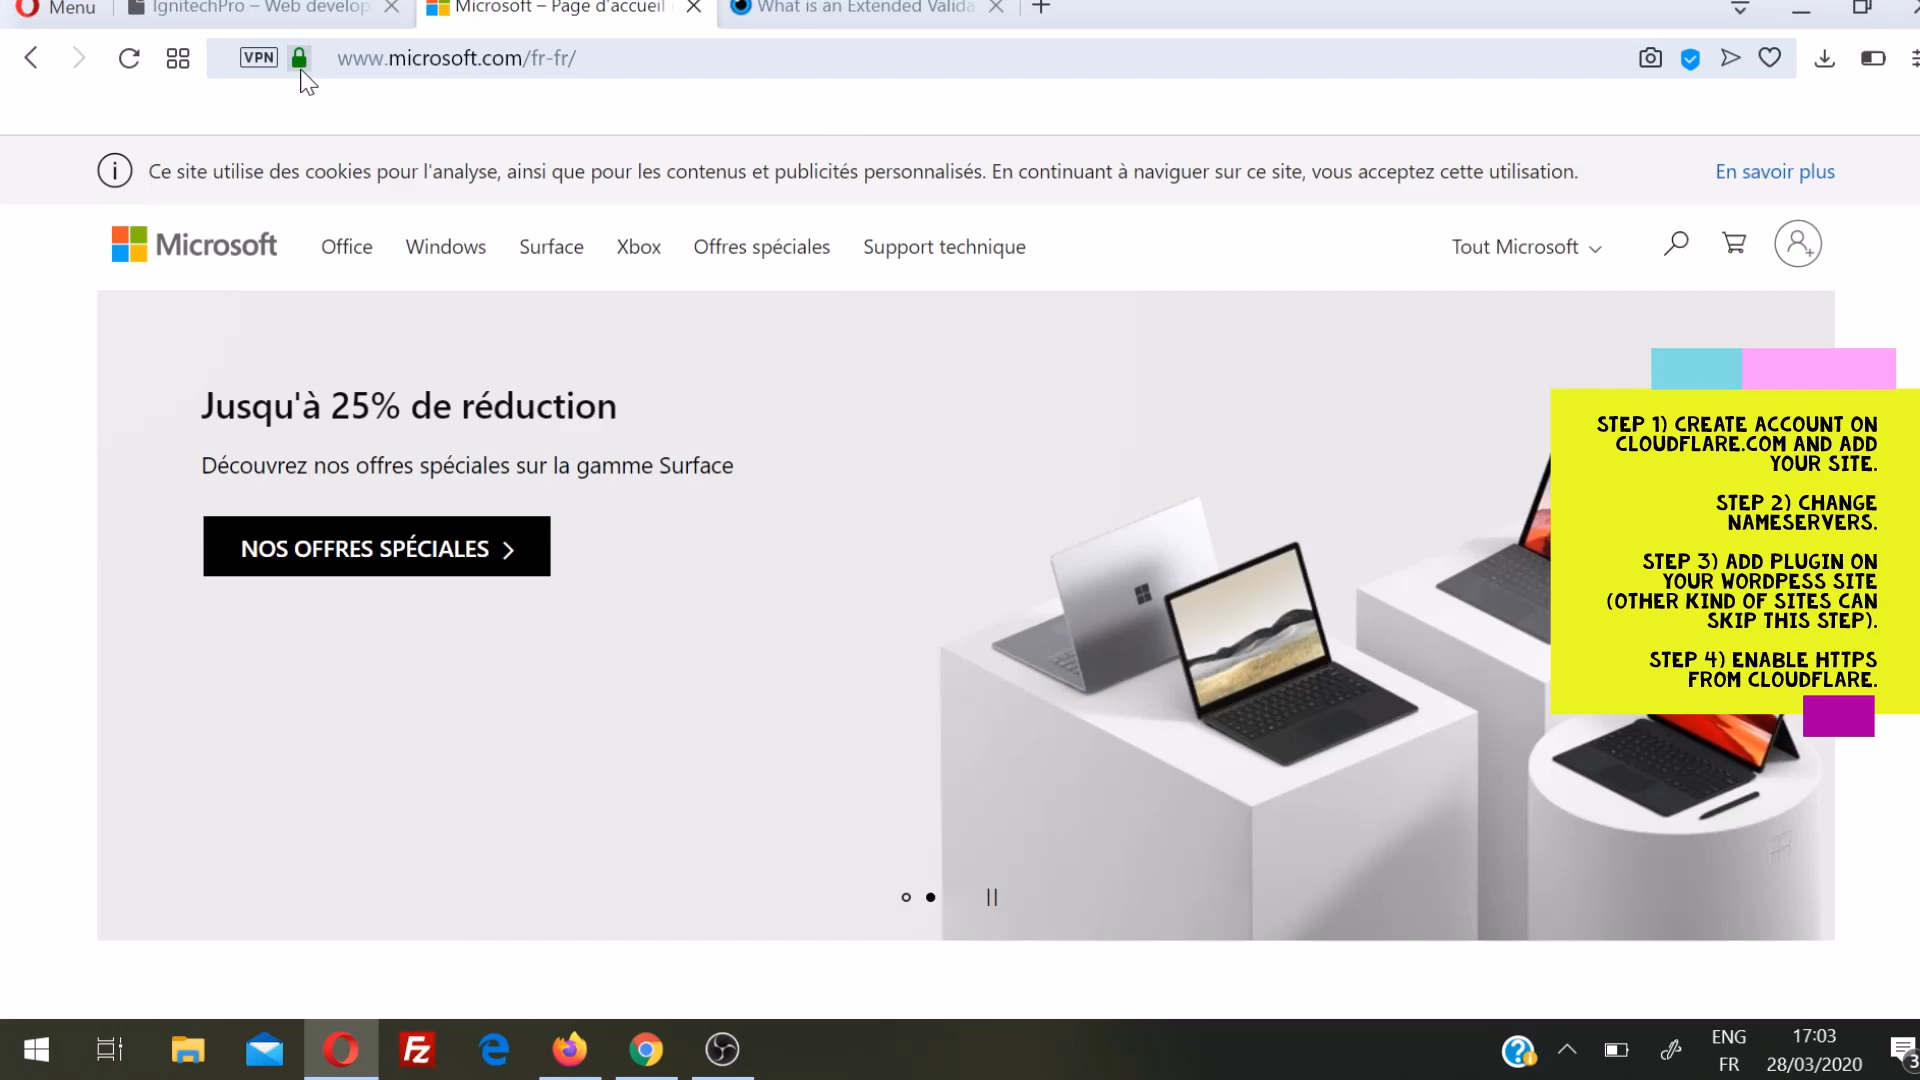 Menu
IgnitechPro – Web develop
Microsoft – Page d'accueil
What is an Extended Valida
VPN
www.microsoft.com/fr-fr/
Ce site utilise des cookies pour l'analyse, ainsi que pour les contenus et publicités personnalisés. En continuant à naviguer sur ce site, vous acceptez cette utilisation.
En savoir plus
Microsoft
Office
Windows
Surface
Xbox
Offres spéciales
Support technique
Tout Microsoft
Jusqu'à 25% de réduction
Découvrez nos offres spéciales sur la gamme Surface
NOS OFFRES SPÉCIALES
STEP 1) CREATE ACCOUNT ON
CLOUDFLARE.COM AND ADD
YOUR SITE.
STEP 2) CHANGE
NAMESERVERS.
STEP 3) ADD PLUGIN ON
YOUR WORDPESS SITE
(OTHER KIND OF SITES CAN
SKIP THIS STEP).
STEP 4) ENABLE HTTPS
FROM CLOUDFLARE.
Fz
ENG
FR
17:03
28/03/2020
3